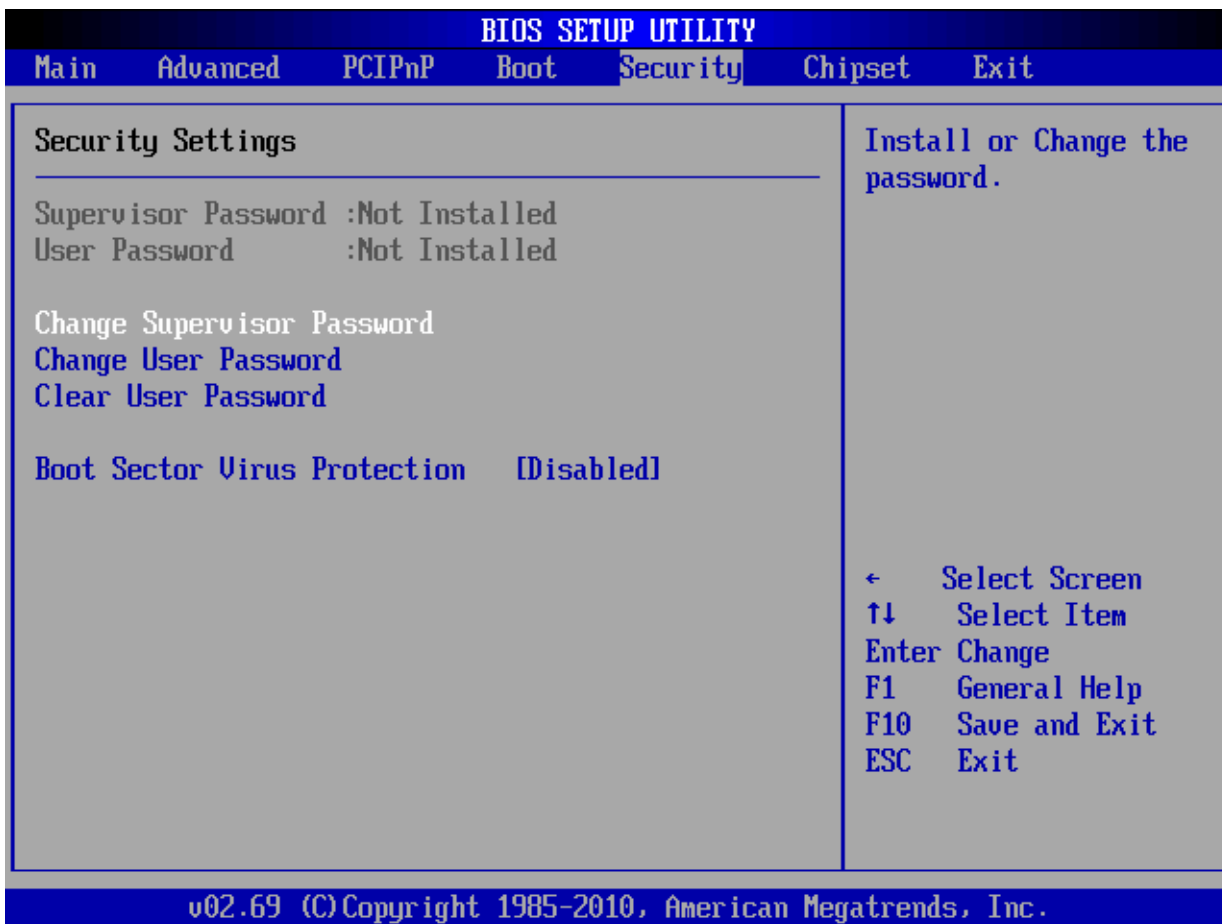 BIOS SETUP UTILITY
Main Advanced PCIPnP Boot Security Chipset Exit
Security Settings
Supervisor Password :Not Installed
User Password :Not Installed
Change Supervisor Password
Change User Password
Clear User Password
Boot Sector Virus Protection [Disabled]
Install or Change the
password.
← Select Screen
↑↓ Select Item
Enter Change
F1 General Help
F10 Save and Exit
ESC Exit
v02.69 (C)Copyright 1985-2010, American Megatrends, Inc.